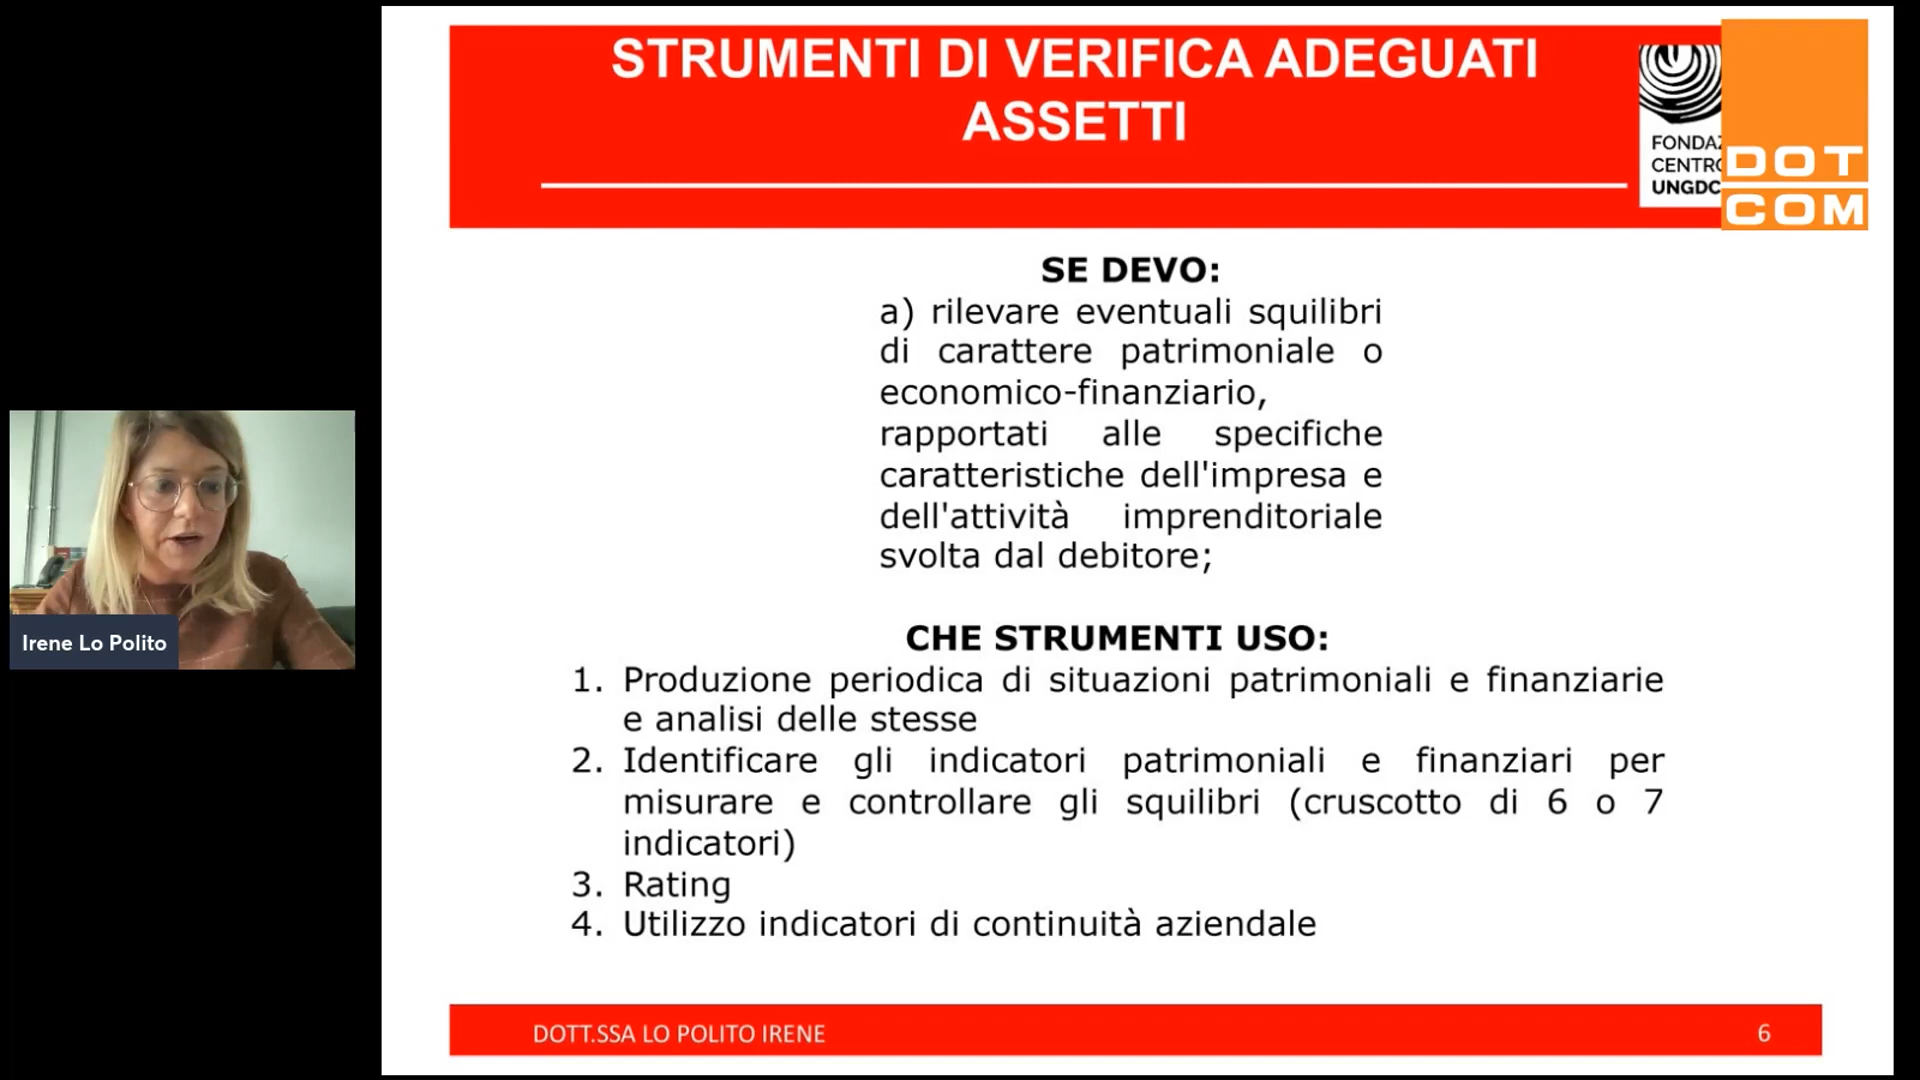 STRUMENTI DI VERIFICA ADEGUATI
ASSETTI
FONDAZ
CENTRO
UNGDC
DOT
COM
SE DEVO:
a) rilevare eventuali squilibri
di carattere patrimoniale o
economico-finanziario,
rapportati alle specifiche
caratteristiche dell'impresa e
dell'attività imprenditoriale
svolta dal debitore;
Irene Lo Polito
CHE STRUMENTI USO:
1. Produzione periodica di situazioni patrimoniali e finanziarie
e analisi delle stesse
2. Identificare gli indicatori patrimoniali e finanziari per
misurare e controllare gli squilibri (cruscotto di 6 o 7
indicatori)
3. Rating
4. Utilizzo indicatori di continuità aziendale
DOTT.SSA LO POLITO IRENE
6